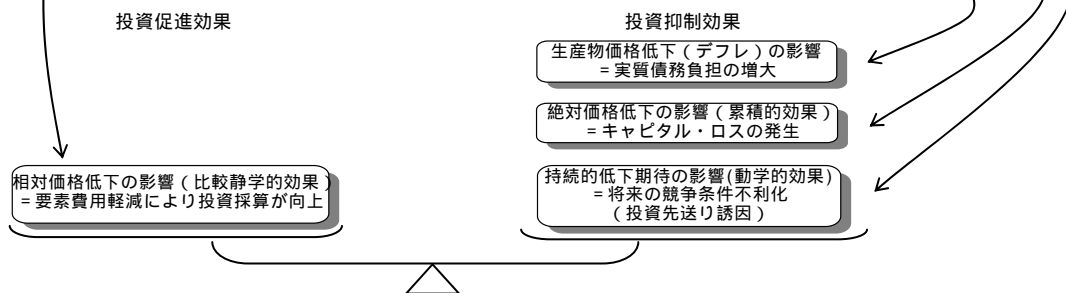 投資促進効果
投資抑制効果
生産物価格低下（デフレ）の影響
＝実質債務負担の増大
絶対価格低下の影響（累積的効果）
＝キャピタル・ロスの発生
相対価格低下の影響（比較静学的効果）
＝要素費用軽減により投資採算が向上
持続的低下期待の影響(動学的効果)
＝将来の競争条件不利化
（投資先送り誘因）